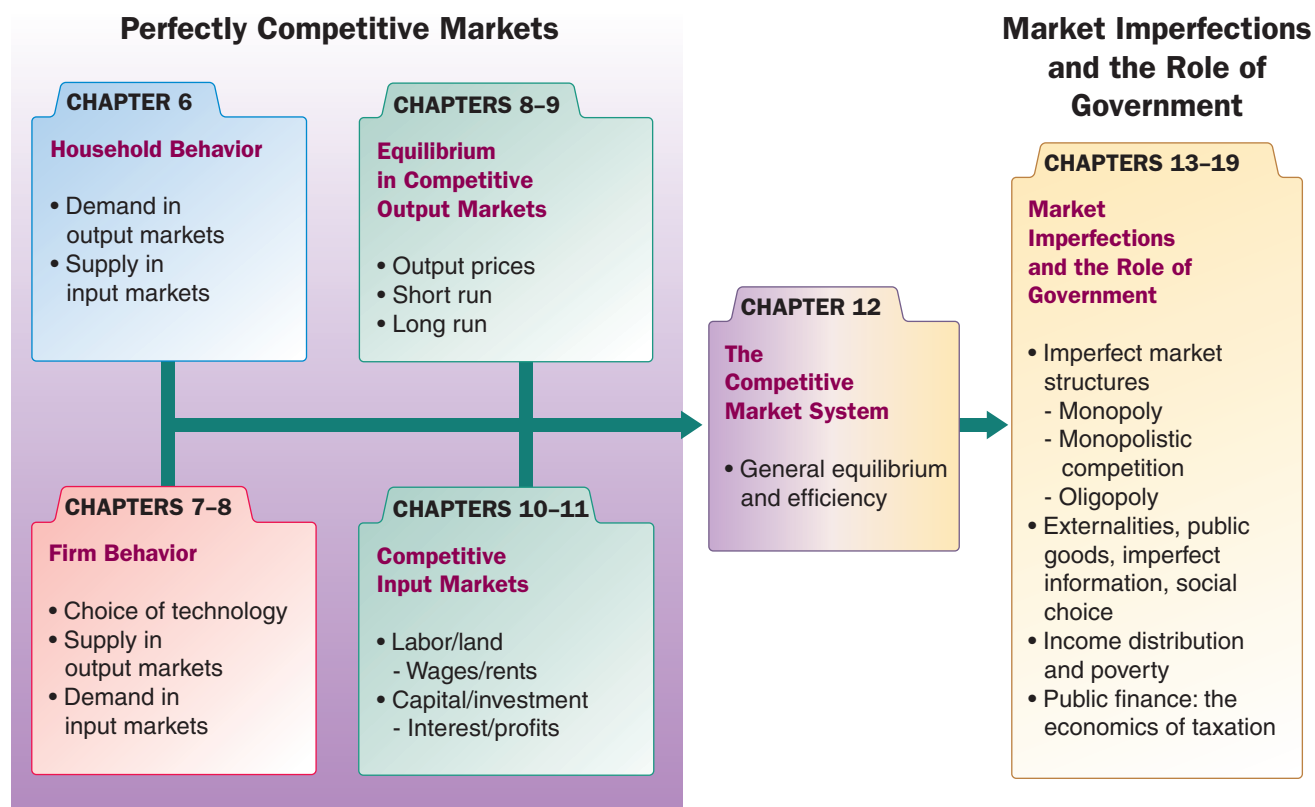 Perfectly Competitive Markets
CHAPTER 6
Household Behavior
• Demand in
output markets
• Supply in
input markets
CHAPTERS 8–9
Equilibrium
in Competitive
Output Markets
• Output prices
• Short run
• Long run
CHAPTERS 7–8
Firm Behavior
• Choice of technology
• Supply in
output markets
• Demand in
input markets
CHAPTERS 10–11
Competitive
Input Markets
• Labor/land
- Wages/rents
• Capital/investment
- Interest/profits
CHAPTER 12
The
Competitive
Market System
• General equilibrium
and efficiency
Market Imperfections
and the Role of
Government
CHAPTERS 13–19
Market
Imperfections
and the Role of
Government
• Imperfect market
structures
- Monopoly
- Monopolistic
competition
- Oligopoly
• Externalities, public
goods, imperfect
information, social
choice
• Income distribution
and poverty
• Public finance: the
economics of taxation